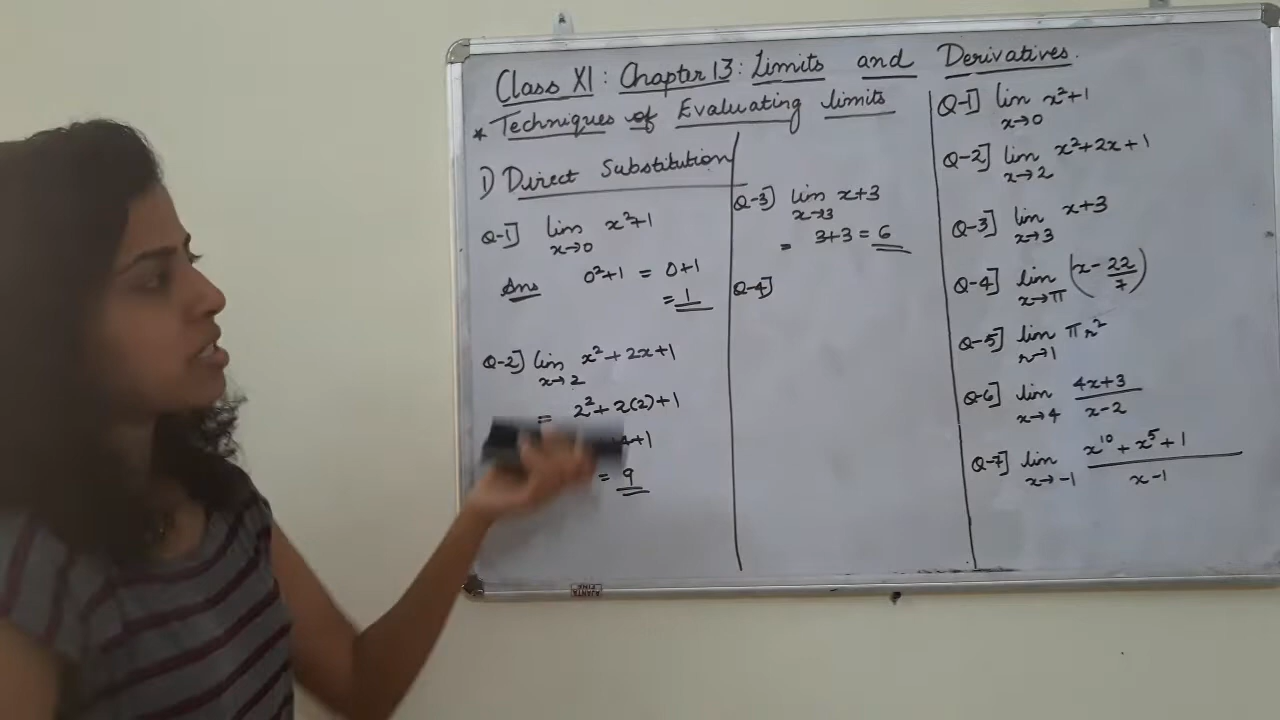 Class XI : Chapter 13 : Limits and Derivatives.
* Techniques of Evaluating limits
1) Direct Substitution
Q-1] lim x²+1
x→0
Ans 0²+1 = 0+1
= 1
Q-2] lim x² + 2x+1
x→2
= 2² + 2(2)+1
4+1
= 9
Q-3] lim x+3
x→3
= 3+3 = 6
Q-4]
Q-1] lim x²+1
x→0
Q-2] lim x²+2x+1
x→2
Q-3] lim x+3
x→3
Q-4] lim (x - 22/7)
x→π
Q-5] lim πr²
r→1
Q-6] lim 4x+3 / x-2
x→4
Q-7] lim x¹⁰ + x⁵ + 1 / x-1
x→-1
AJANTA